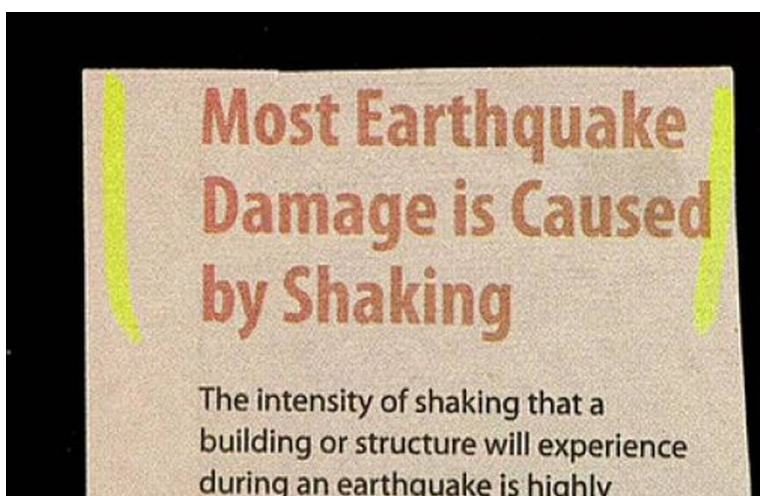 Most Earthquake
Damage is Caused
by Shaking
The intensity of shaking that a
building or structure will experience
during an earthquake is highly